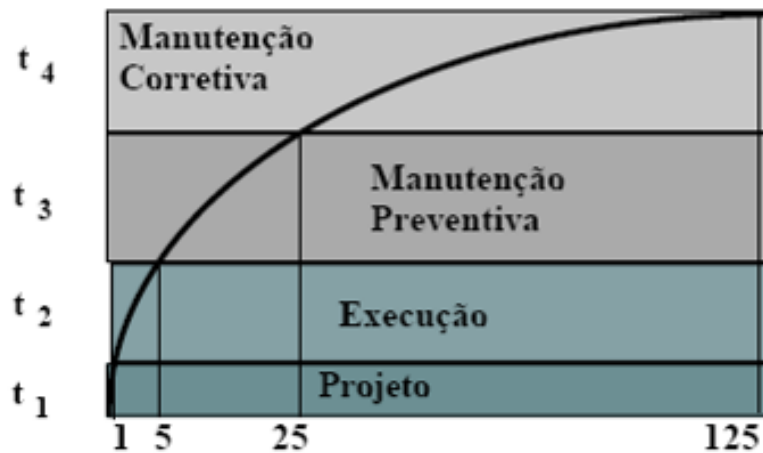 Manutenção
Corretiva
t 4
Manutenção
Preventiva
t 3
Execução
t 2
Projeto
t 1
1 5 25 125